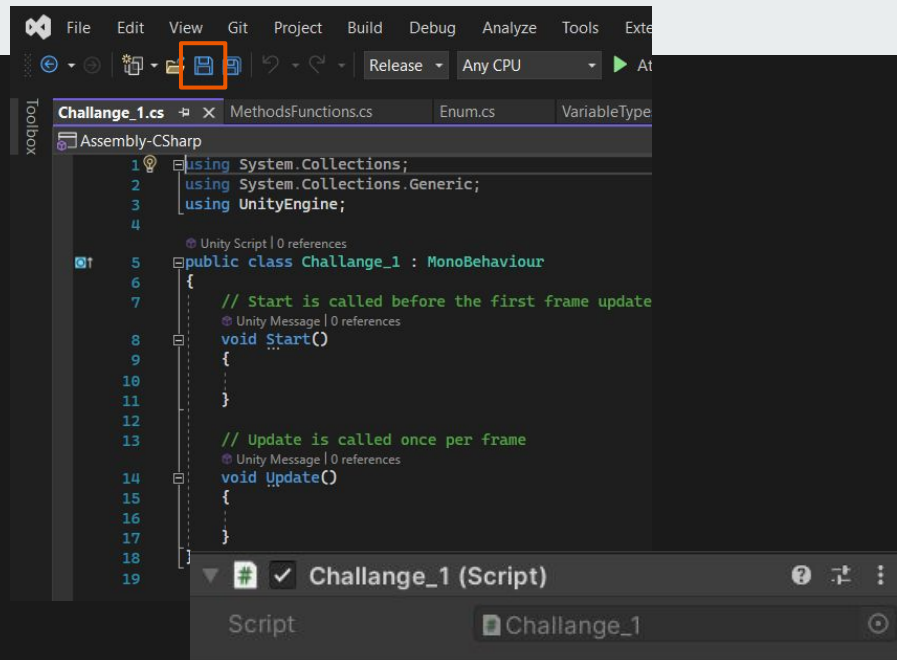 File Edit View Git Project Build Debug Analyze Tools Exte
Release Any CPU At
Toolbox
Challange_1.cs MethodsFunctions.cs Enum.cs VariableType
Assembly-CSharp
1 using System.Collections;
2 using System.Collections.Generic;
3 using UnityEngine;
4
Unity Script | 0 references
5 public class Challange_1 : MonoBehaviour
6 {
7 // Start is called before the first frame update
Unity Message | 0 references
8 void Start()
9 {
10
11 }
12
13 // Update is called once per frame
Unity Message | 0 references
14 void Update()
15 {
16
17 }
18 }
19
# Challange_1 (Script)
Script # Challange_1